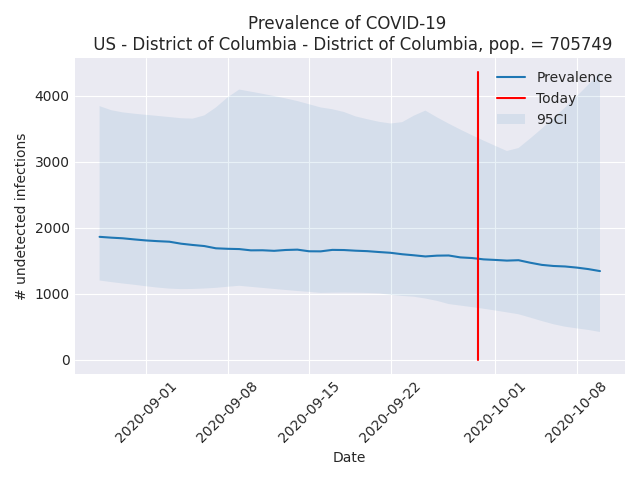 Prevalence of COVID-19
US - District of Columbia - District of Columbia, pop. = 705749
Prevalence
Today
95CI
# undetected infections
4000
3000
2000
1000
0
2020-09-01
2020-09-08
2020-09-15
2020-09-22
2020-10-01
2020-10-08
Date